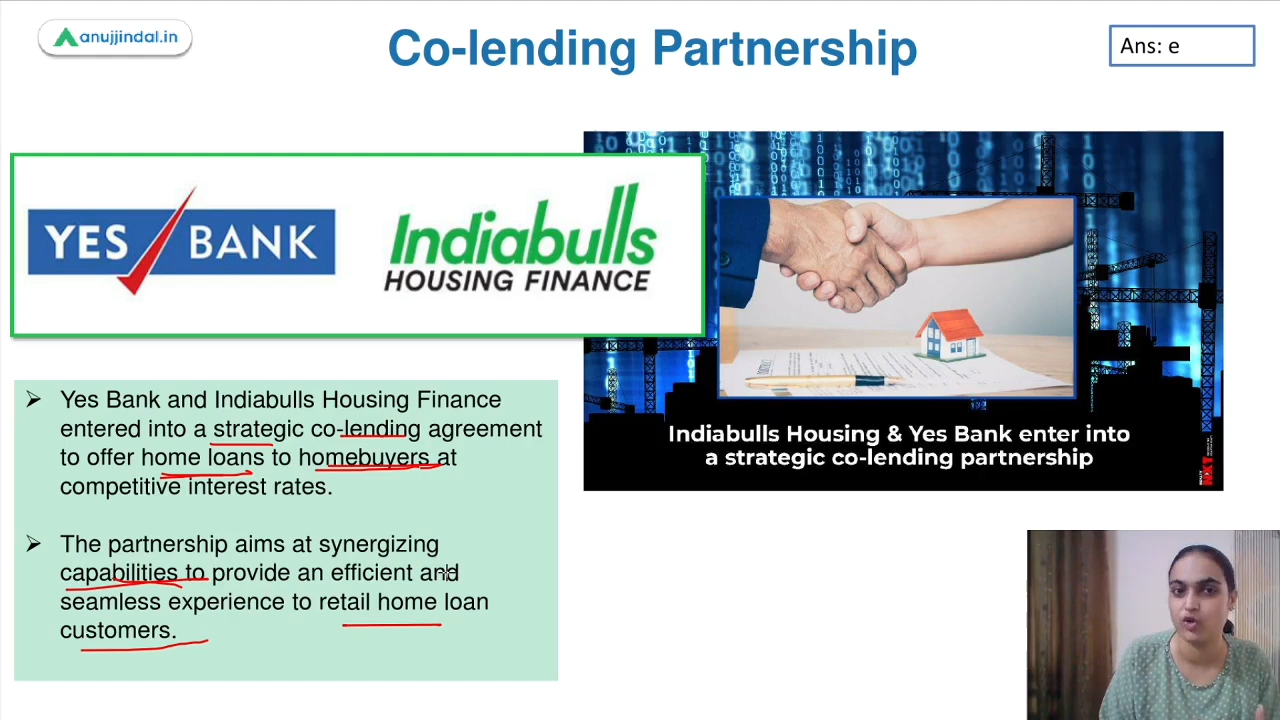 anujjindal.in
Co-lending Partnership
Ans: e
YES BANK
Indiabulls
HOUSING FINANCE
Indiabulls Housing & Yes Bank enter into
a strategic co-lending partnership
Yes Bank and Indiabulls Housing Finance
entered into a strategic co-lending agreement
to offer home loans to homebuyers at
competitive interest rates.
The partnership aims at synergizing
capabilities to provide an efficient and
seamless experience to retail home loan
customers.